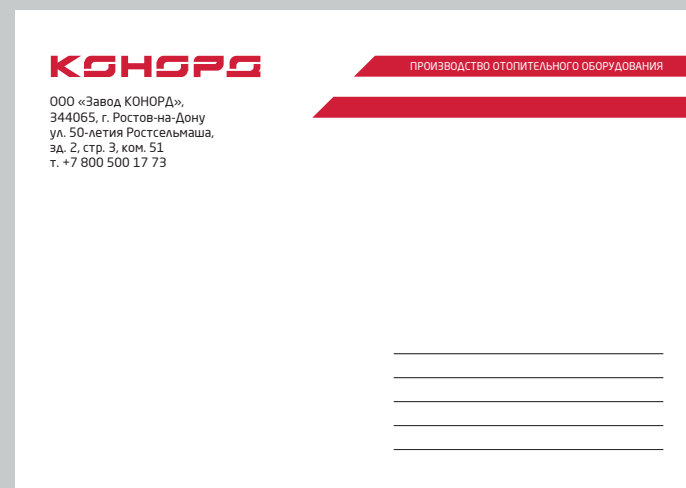 КОНОРД
ПРОИЗВОДСТВО ОТОПИТЕЛЬНОГО ОБОРУДОВАНИЯ
ООО «Завод КОНОРД»,
344065, г. Ростов-на-Дону
ул. 50-летия Ростсельмаша,
зд. 2, стр. 3, ком. 51
т. +7 800 500 17 73